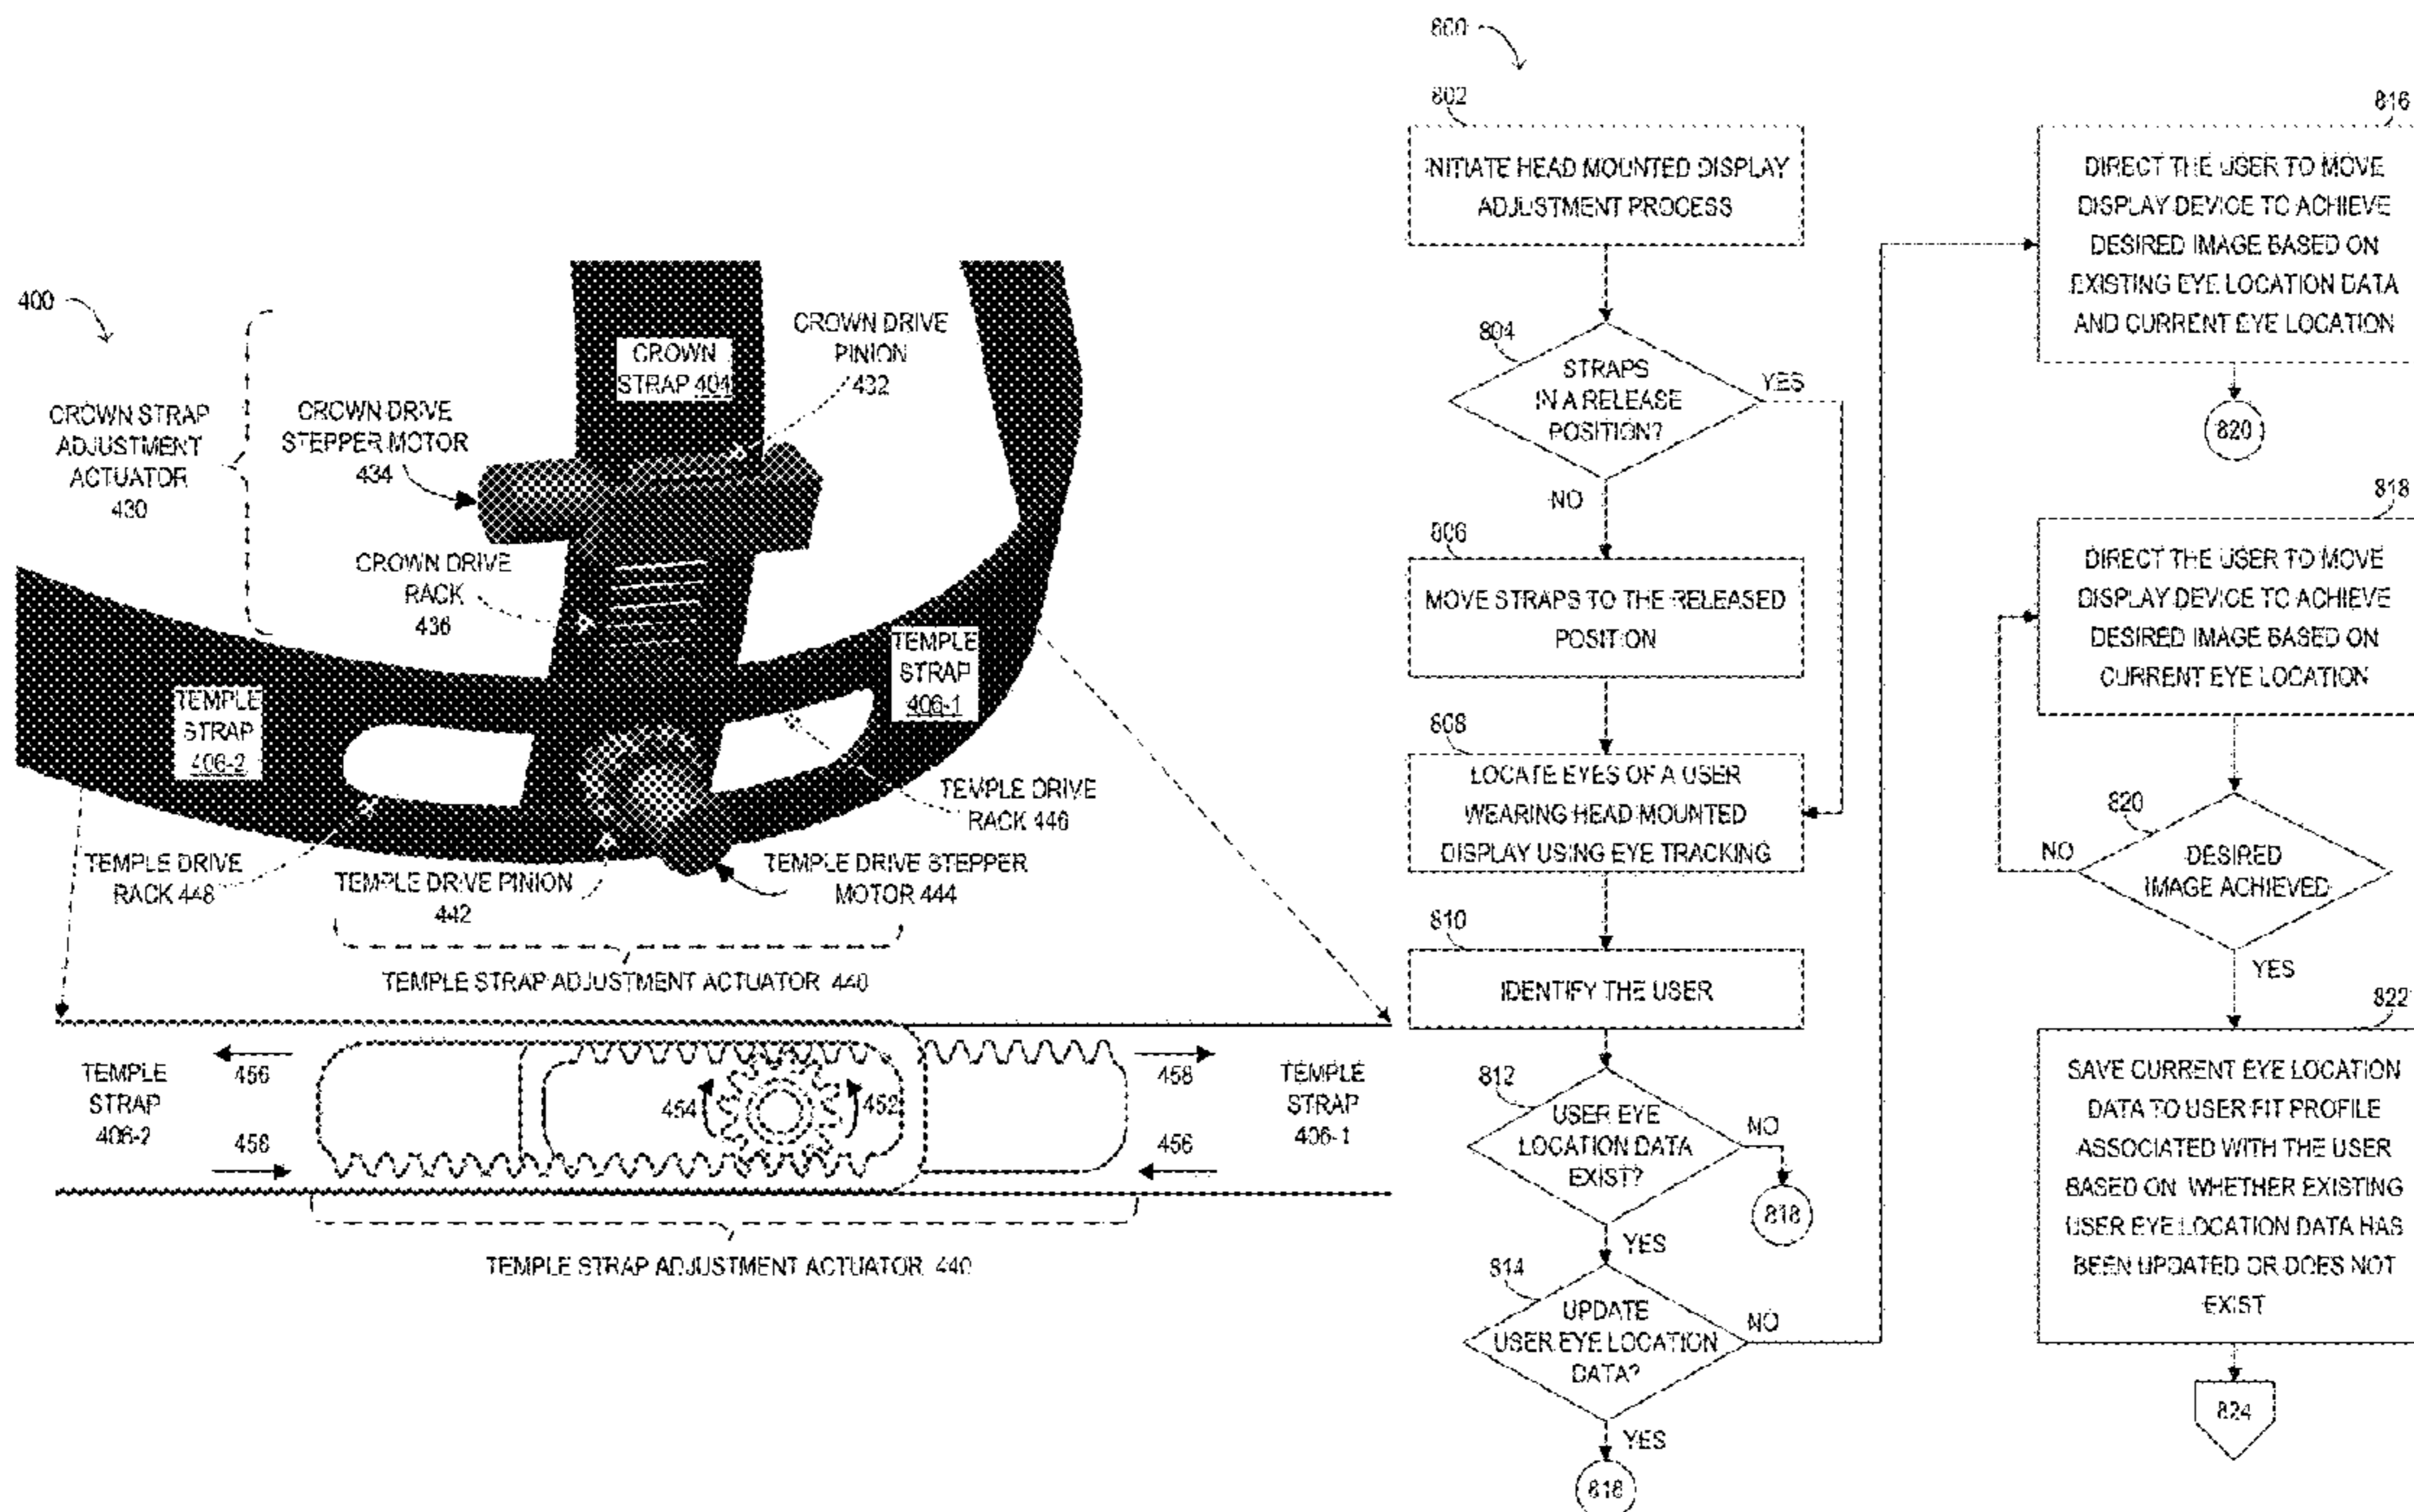 400
CROWN STRAP
ADJUSTMENT
ACTUATOR
430
CROWN DRIVE
STEPPER MOTOR
434
CROWN
STRAP 404
CROWN DRIVE
PINION
432
CROWN DRIVE
RACK
436
TEMPLE
STRAP
406-2
TEMPLE
STRAP
406-1
TEMPLE DRIVE
RACK 446
TEMPLE DRIVE
RACK 448
TEMPLE DRIVE PINION
442
TEMPLE DRIVE STEPPER
MOTOR 444
TEMPLE STRAP ADJUSTMENT ACTUATOR 440
TEMPLE
STRAP
406-2
456
458
454
452
458
456
TEMPLE
STRAP
406-1
TEMPLE STRAP ADJUSTMENT ACTUATOR 440
800
802
INITIATE HEAD MOUNTED DISPLAY
ADJUSTMENT PROCESS
804
STRAPS
IN A RELEASE
POSITION?
YES
NO
806
MOVE STRAPS TO THE RELEASED
POSITION
808
LOCATE EYES OF A USER
WEARING HEAD MOUNTED
DISPLAY USING EYE TRACKING
810
IDENTIFY THE USER
812
USER EYE
LOCATION DATA
EXIST?
NO
818
YES
814
UPDATE
USER EYE LOCATION
DATA?
NO
YES
818
816
DIRECT THE USER TO MOVE
DISPLAY DEVICE TO ACHIEVE
DESIRED IMAGE BASED ON
EXISTING EYE LOCATION DATA
AND CURRENT EYE LOCATION
820
818
DIRECT THE USER TO MOVE
DISPLAY DEVICE TO ACHIEVE
DESIRED IMAGE BASED ON
CURRENT EYE LOCATION
820
NO
DESIRED
IMAGE ACHIEVED
YES
822
SAVE CURRENT EYE LOCATION
DATA TO USER FIT PROFILE
ASSOCIATED WITH THE USER
BASED ON WHETHER EXISTING
USER EYE LOCATION DATA HAS
BEEN UPDATED OR DOES NOT
EXIST
824